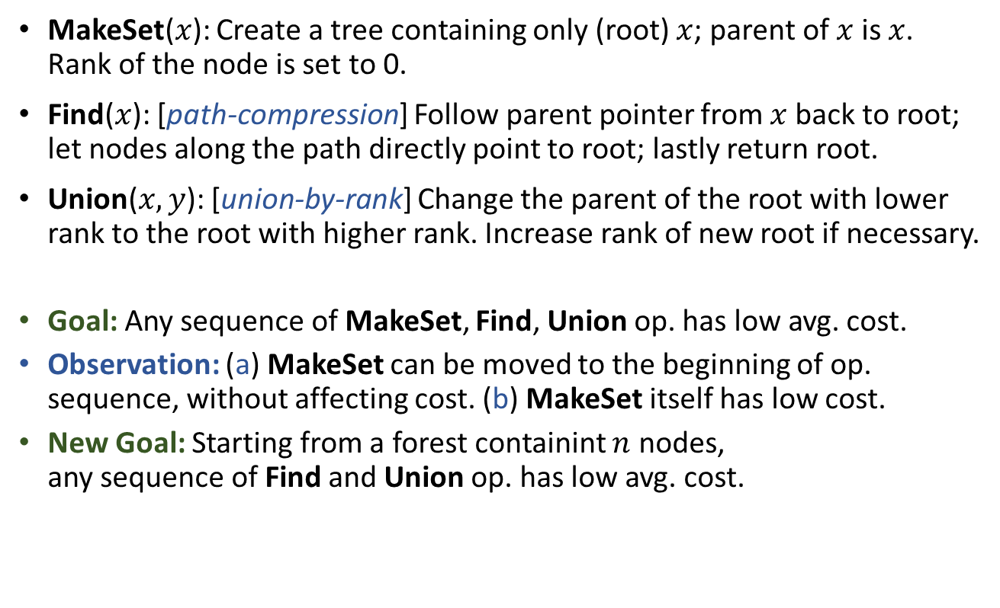 • MakeSet(x): Create a tree containing only (root) x; parent of x is x.
Rank of the node is set to 0.
• Find(x): [path-compression] Follow parent pointer from x back to root;
let nodes along the path directly point to root; lastly return root.
• Union(x, y): [union-by-rank] Change the parent of the root with lower
rank to the root with higher rank. Increase rank of new root if necessary.
• Goal: Any sequence of MakeSet, Find, Union op. has low avg. cost.
• Observation: (a) MakeSet can be moved to the beginning of op.
sequence, without affecting cost. (b) MakeSet itself has low cost.
• New Goal: Starting from a forest containint n nodes,
any sequence of Find and Union op. has low avg. cost.